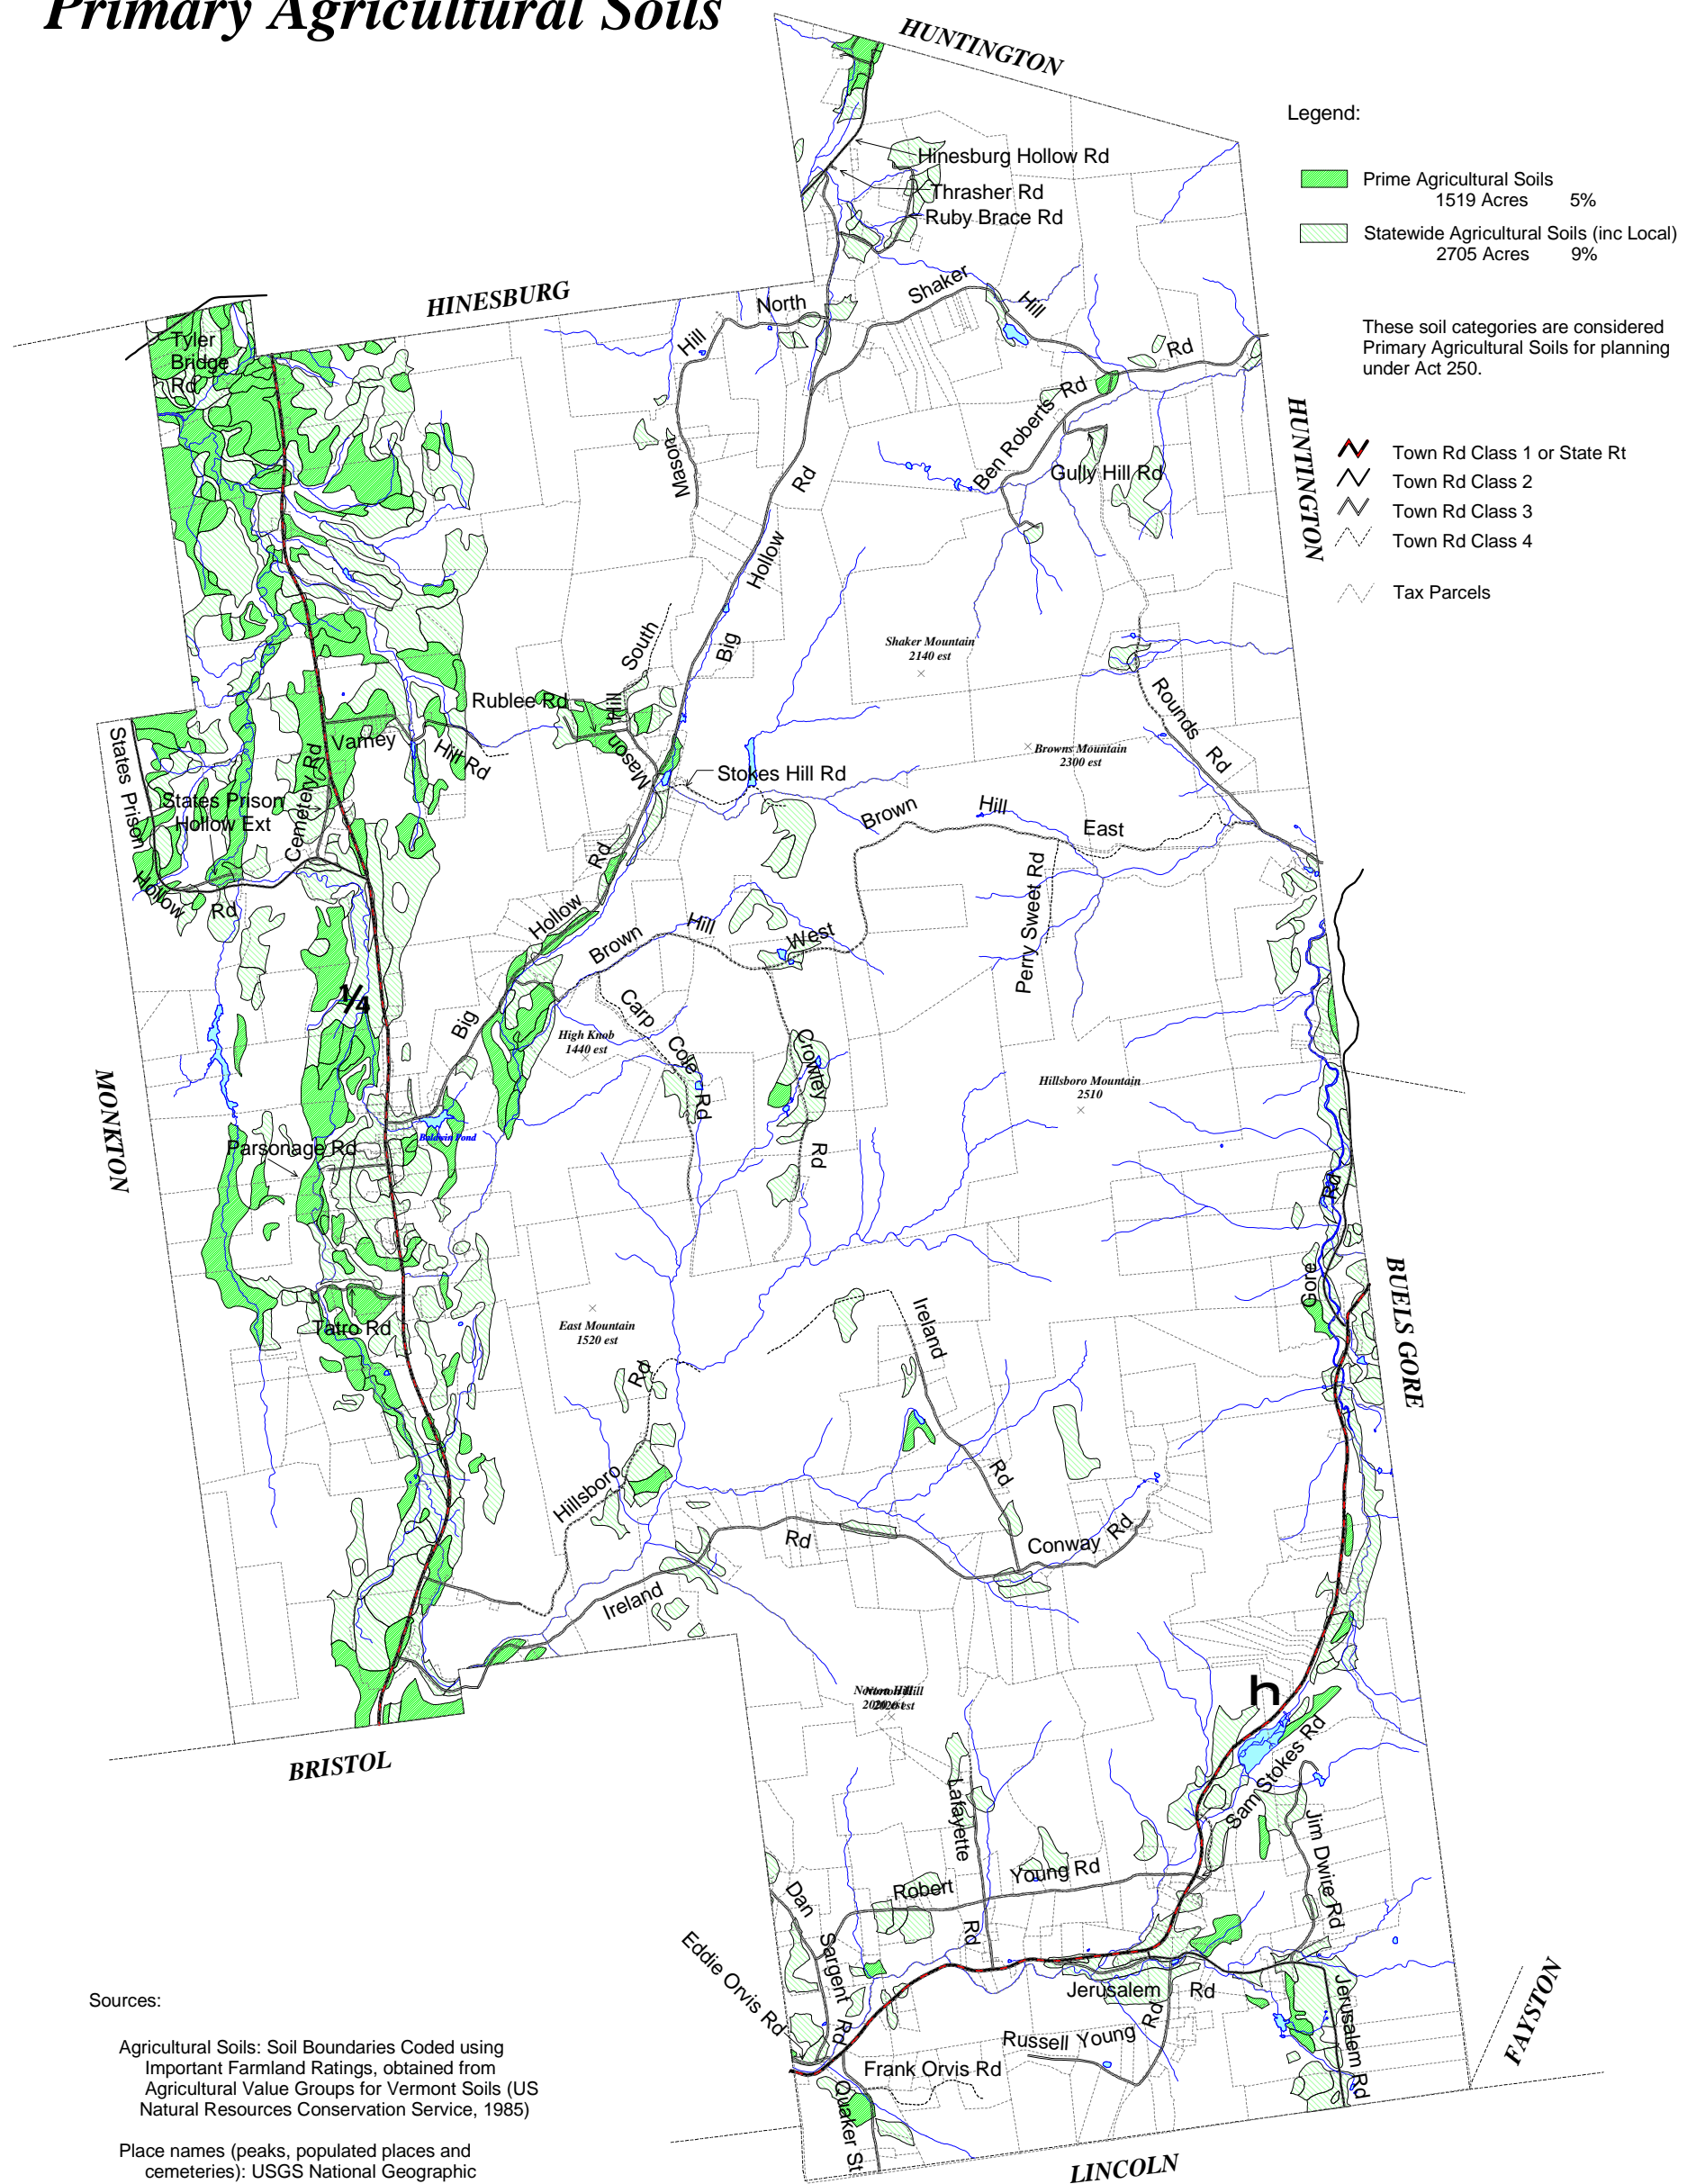 Primary Agricultural Soils
HUNTINGTON
Legend:
Hinesburg Hollow Rd
Thrasher Rd
Ruby Brace Rd
Prime Agricultural Soils
1519 Acres 5%
Statewide Agricultural Soils (inc Local)
2705 Acres 9%
These soil categories are considered
Primary Agricultural Soils for planning
under Act 250.
Town Rd Class 1 or State Rt
Town Rd Class 2
Town Rd Class 3
Town Rd Class 4
Tax Parcels
HINESBURG
North
Hill
Mason
Shaker
Hill
Rd
Tyler
Bridge
Rd
Ben Roberts Rd
Gully Hill Rd
HUNTINGTON
Rd
Hollow
Big
South
Hill
Mason
Rublee Rd
Shaker Mountain
2140 est
Rounds
Rd
Browns Mountain
2300 est
Stokes Hill Rd
Varney
Hill Rd
States Prison
Hollow
Rd
States Prison
Hollow Ext
Cemetery Rd
Brown
Hill
East
Perry Sweet Rd
Rd
Hollow
Big
Brown
Hill
West
Carp
Cole
Rd
Crowley
Rd
High Knob
1440 est
Hillsboro Mountain
2510
1/4
MONKTON
Baldwin Pond
Parsonage Rd
Tatro Rd
East Mountain
1520 est
Rd
Gore
BUELS GORE
Ireland
Rd
Rd
Hillsboro
Rd
Ireland
Conway Rd
h
Norton Hill
2020 est
Norton Hill
2020 est
BRISTOL
Sam Stokes Rd
Jim Dwire Rd
Lafayette
Rd
Robert
Young Rd
Dan
Sargent
Rd
Eddie Orvis Rd
Jerusalem
Rd
Jerusalem Rd
Russell Young
Rd
Frank Orvis Rd
Quaker St
FAYSTON
LINCOLN
Sources:
Agricultural Soils: Soil Boundaries Coded using
Important Farmland Ratings, obtained from
Agricultural Value Groups for Vermont Soils (US
Natural Resources Conservation Service, 1985)
Place names (peaks, populated places and
cemeteries): USGS National Geographic